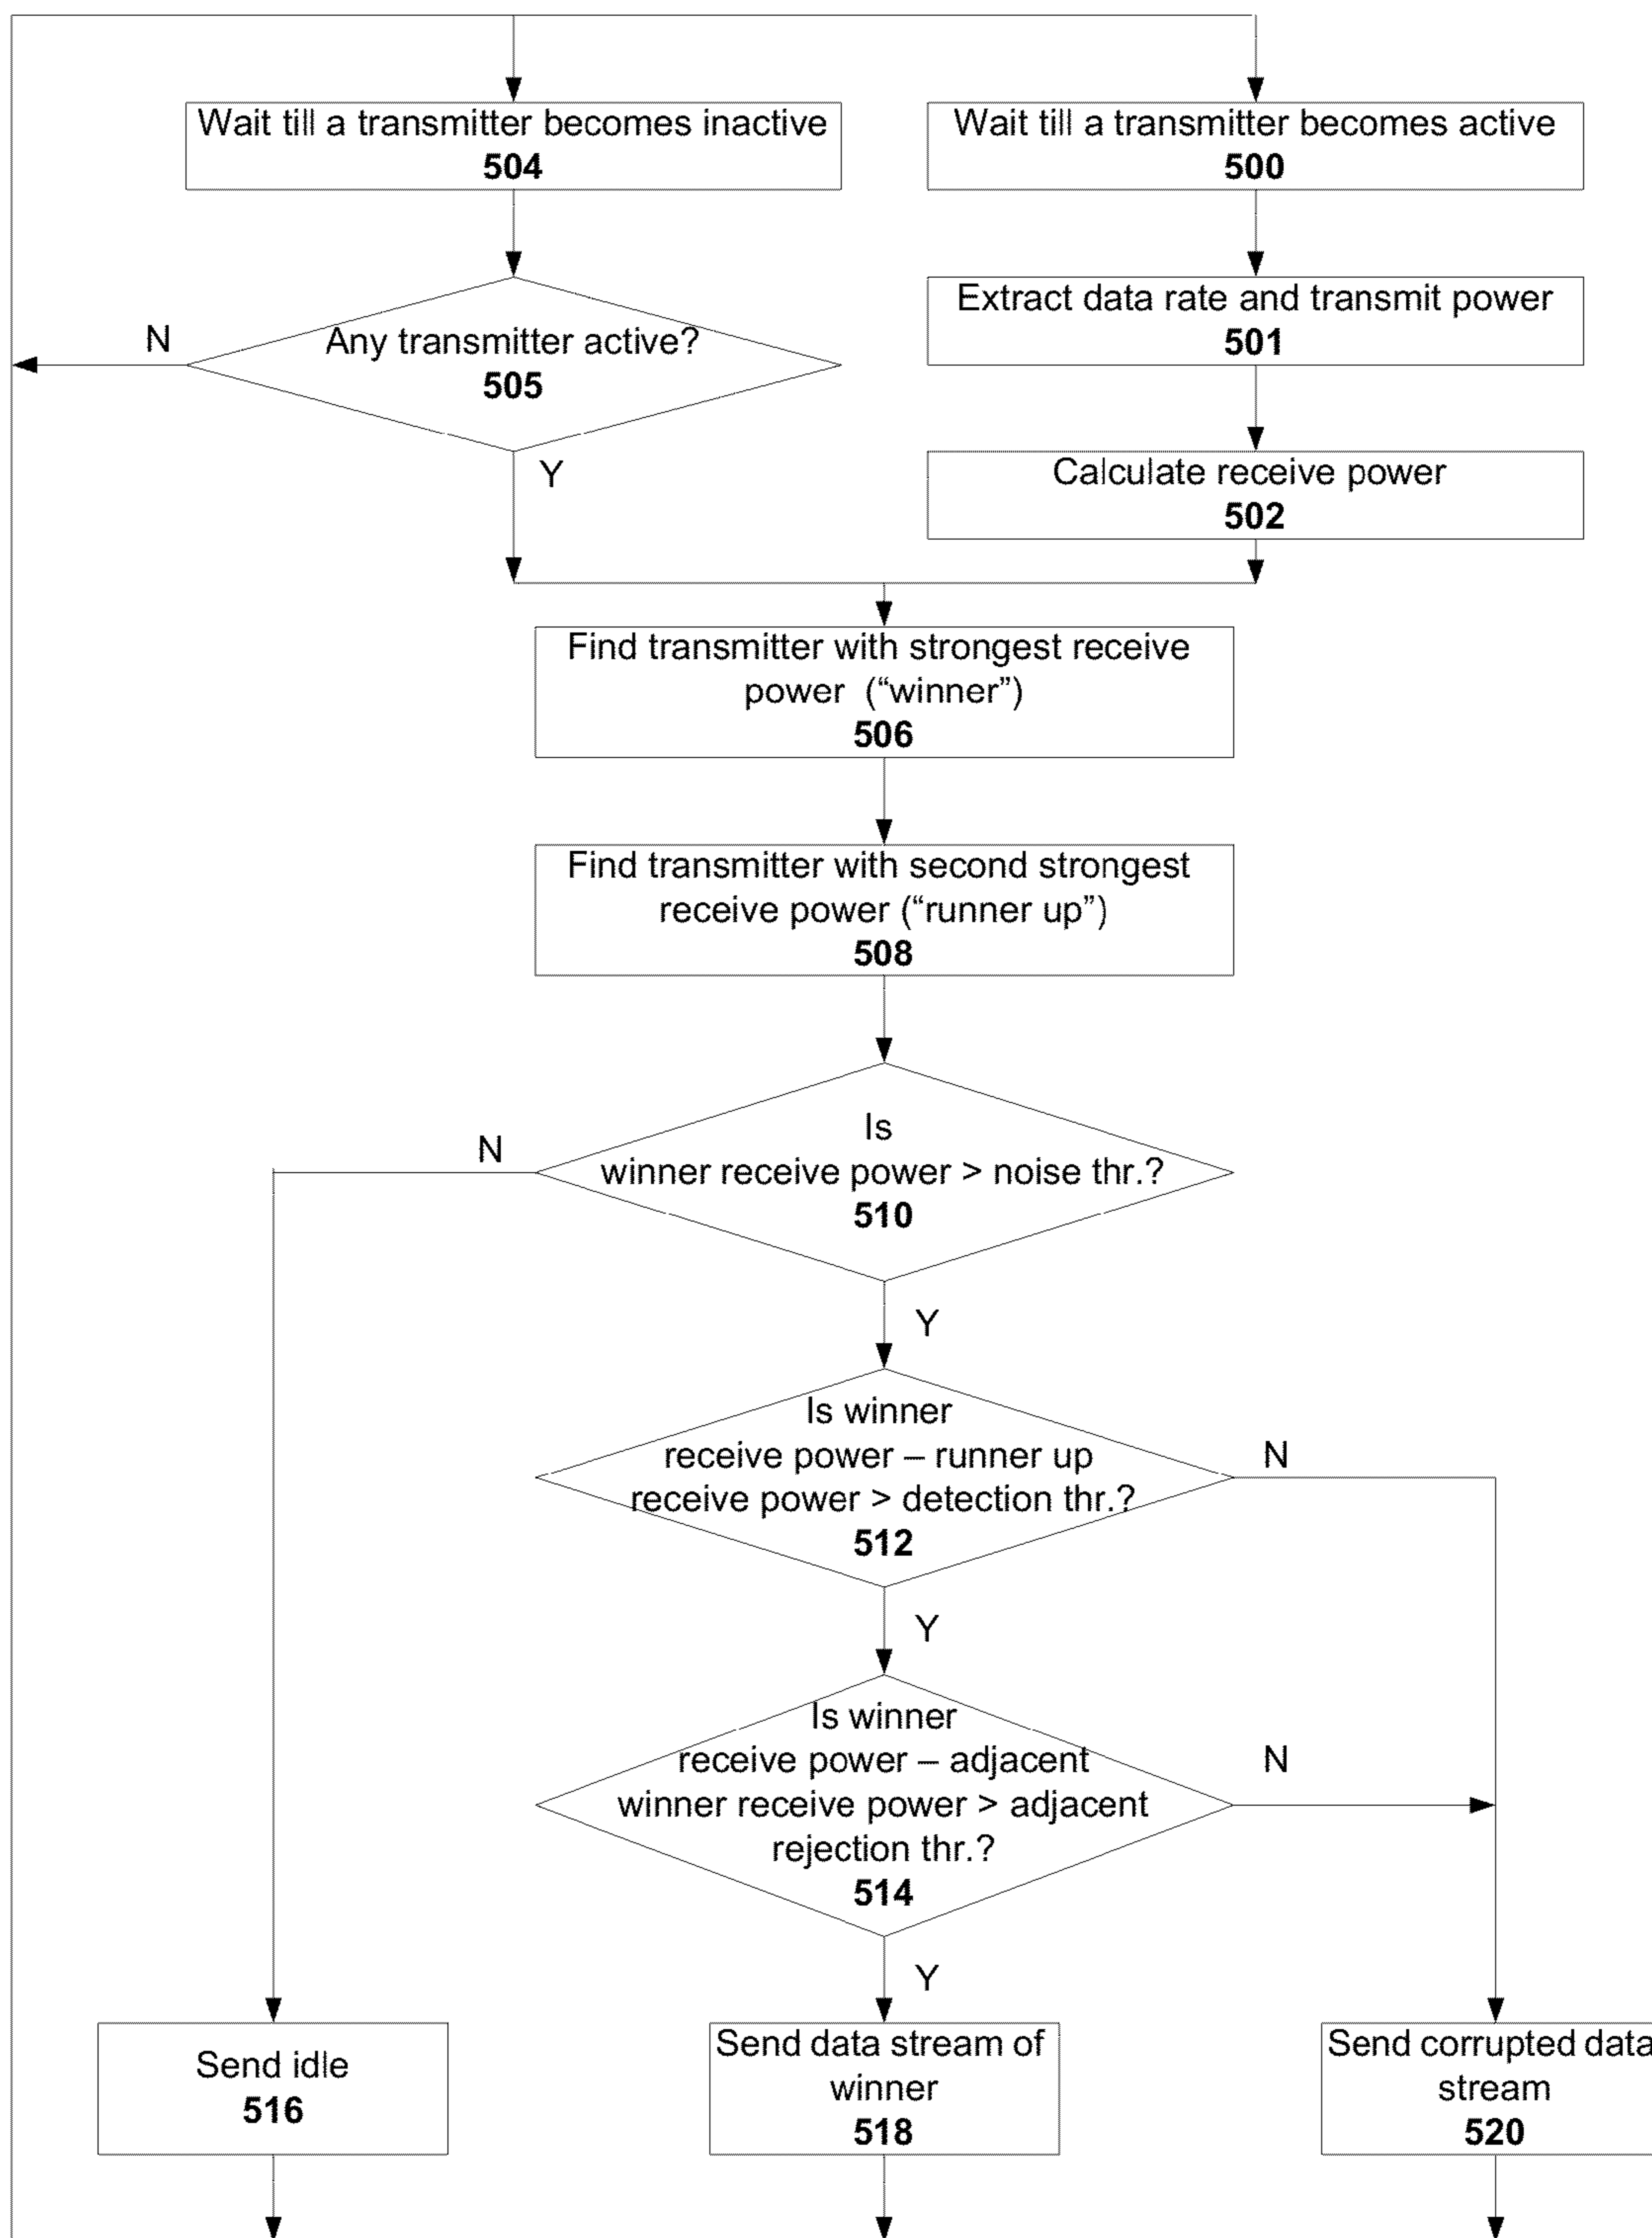 Wait till a transmitter becomes inactive
504
Wait till a transmitter becomes active
500
Extract data rate and transmit power
501
N
Any transmitter active?
505
Y
Calculate receive power
502
Find transmitter with strongest receive
power (“winner”)
506
Find transmitter with second strongest
receive power (“runner up”)
508
Is
winner receive power > noise thr.?
510
N
Y
Is winner
receive power – runner up
receive power > detection thr.?
512
N
Y
Is winner
receive power – adjacent
winner receive power > adjacent
rejection thr.?
514
N
Y
Send idle
516
Send data stream of
winner
518
Send corrupted data
stream
520